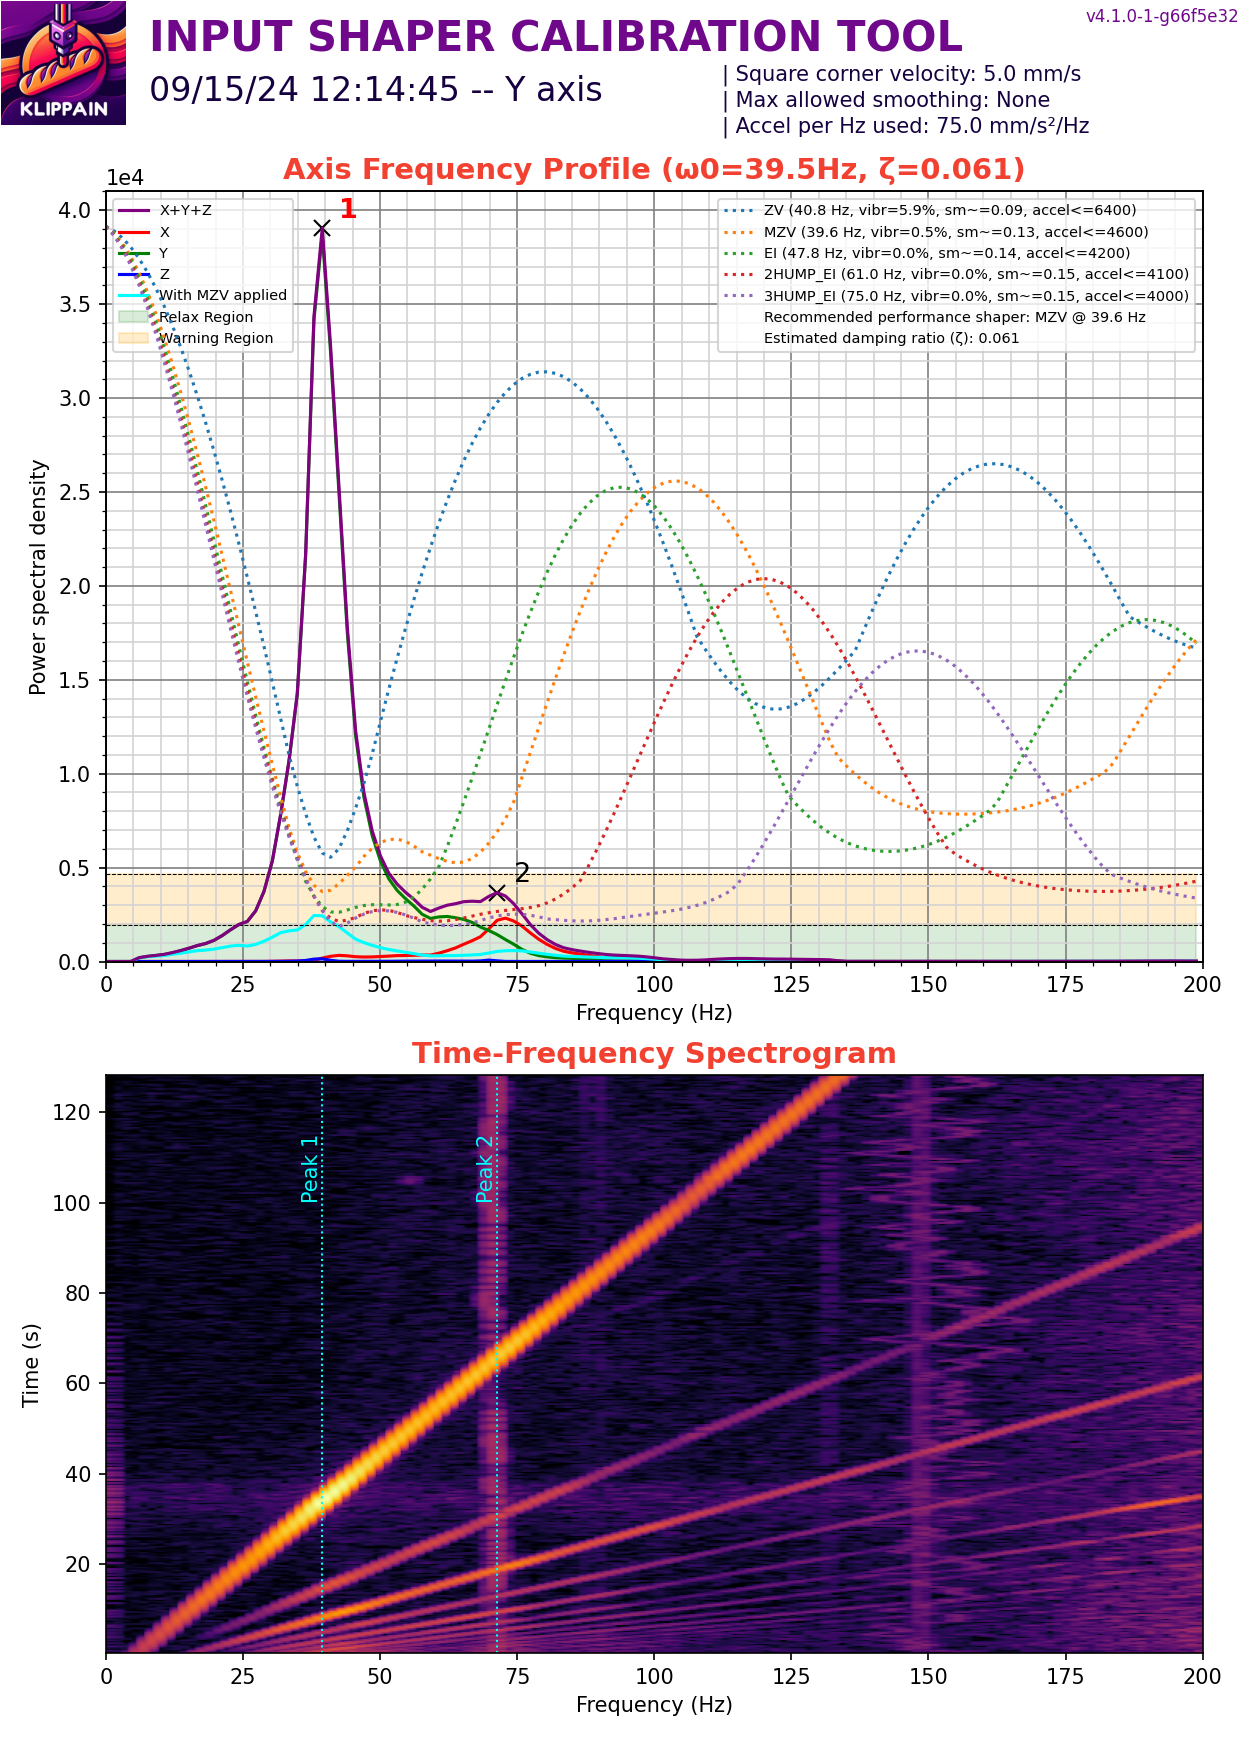 v4.1.0-1-g66f5e32
INPUT SHAPER CALIBRATION TOOL
KLIPPAIN
09/15/24 12:14:45 -- Y axis
| Square corner velocity: 5.0 mm/s
| Max allowed smoothing: None
| Accel per Hz used: 75.0 mm/s²/Hz
Axis Frequency Profile (ω0=39.5Hz, ζ=0.061)
1e4
X+Y+Z
X
Y
Z
With MZV applied
Relax Region
Warning Region
1
2
ZV (40.8 Hz, vibr=5.9%, sm~=0.09, accel<=6400)
MZV (39.6 Hz, vibr=0.5%, sm~=0.13, accel<=4600)
EI (47.8 Hz, vibr=0.0%, sm~=0.14, accel<=4200)
2HUMP_EI (61.0 Hz, vibr=0.0%, sm~=0.15, accel<=4100)
3HUMP_EI (75.0 Hz, vibr=0.0%, sm~=0.15, accel<=4000)
Recommended performance shaper: MZV @ 39.6 Hz
Estimated damping ratio (ζ): 0.061
4.0
3.5
3.0
2.5
2.0
1.5
1.0
0.5
0.0
Power spectral density
0 25 50 75 100 125 150 175 200
Frequency (Hz)
Time-Frequency Spectrogram
120
100
80
60
40
20
Time (s)
Peak 1
Peak 2
0 25 50 75 100 125 150 175 200
Frequency (Hz)